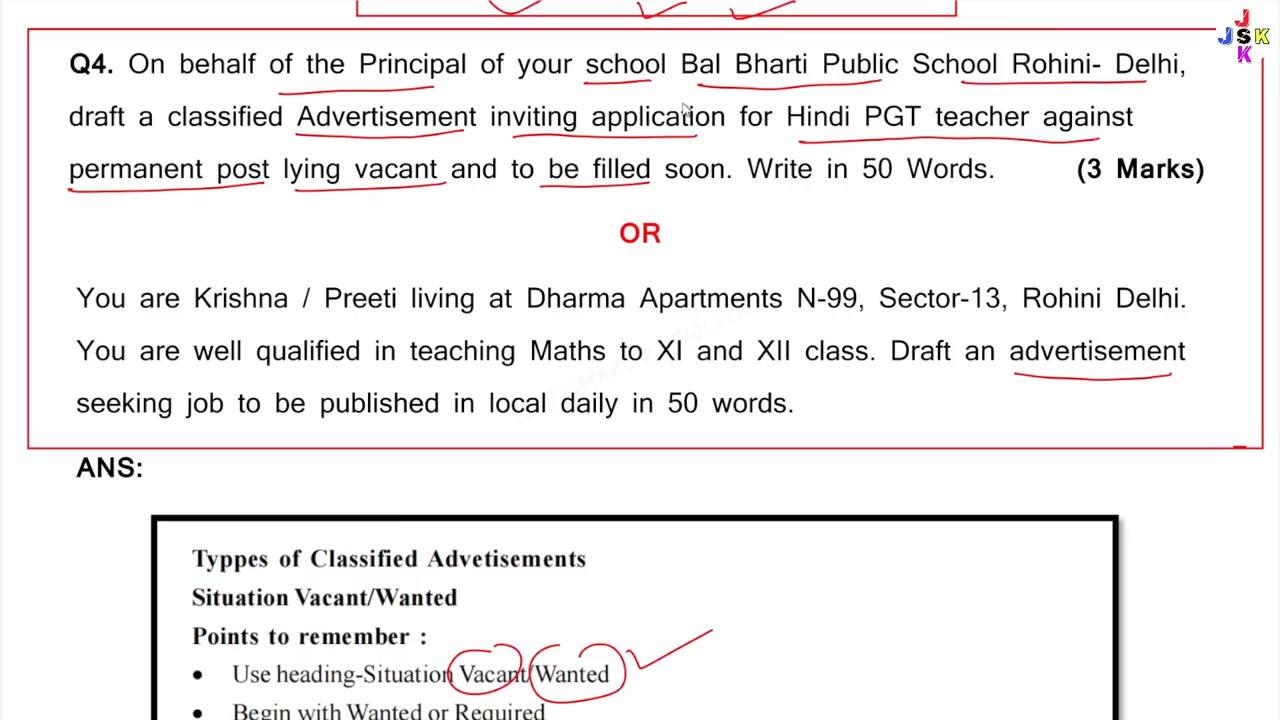 J
JSK
K
Q4. On behalf of the Principal of your school Bal Bharti Public School Rohini- Delhi,
draft a classified Advertisement inviting application for Hindi PGT teacher against
permanent post lying vacant and to be filled soon. Write in 50 Words. (3 Marks)
OR
You are Krishna / Preeti living at Dharma Apartments N-99, Sector-13, Rohini Delhi.
You are well qualified in teaching Maths to XI and XII class. Draft an advertisement
seeking job to be published in local daily in 50 words.
ANS:
Typpes of Classified Advetisements
Situation Vacant/Wanted
Points to remember :
• Use heading-Situation Vacant/Wanted
• Begin with Wanted or Required